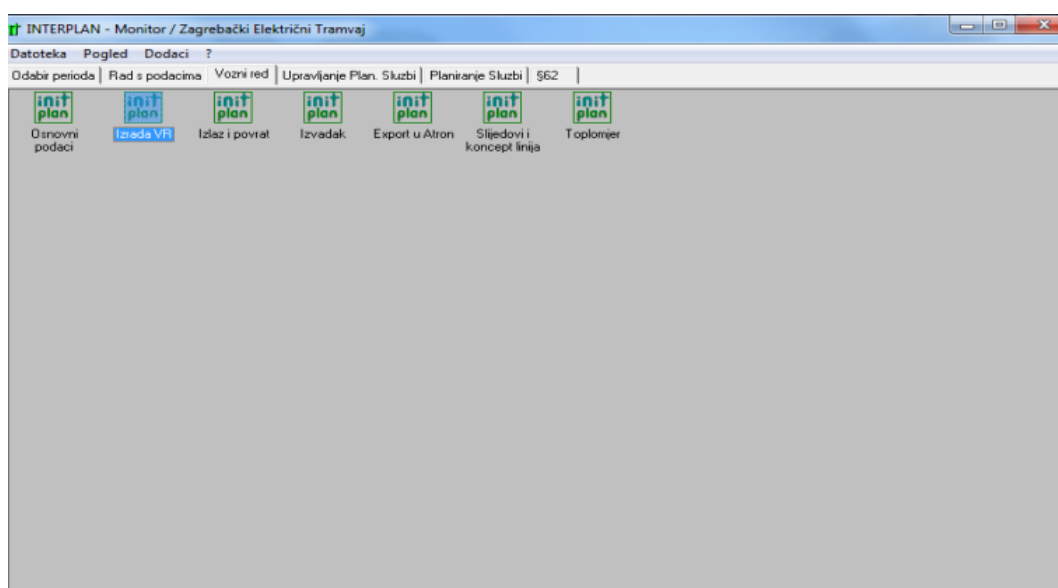 INTERPLAN - Monitor / Zagrebački Električni Tramvaj
Datoteka Pogled Dodaci ?
Odabir perioda Rad s podacima Vozni red Upravljanje Plan. Sluzbi Planiranje Sluzbi §62
init plan init plan init plan init plan init plan init plan init plan
Osnovni podaci Izrada VR Izlaz i povrat Izvadak Export u Atron Slijedovi i koncept linija Toplomjer